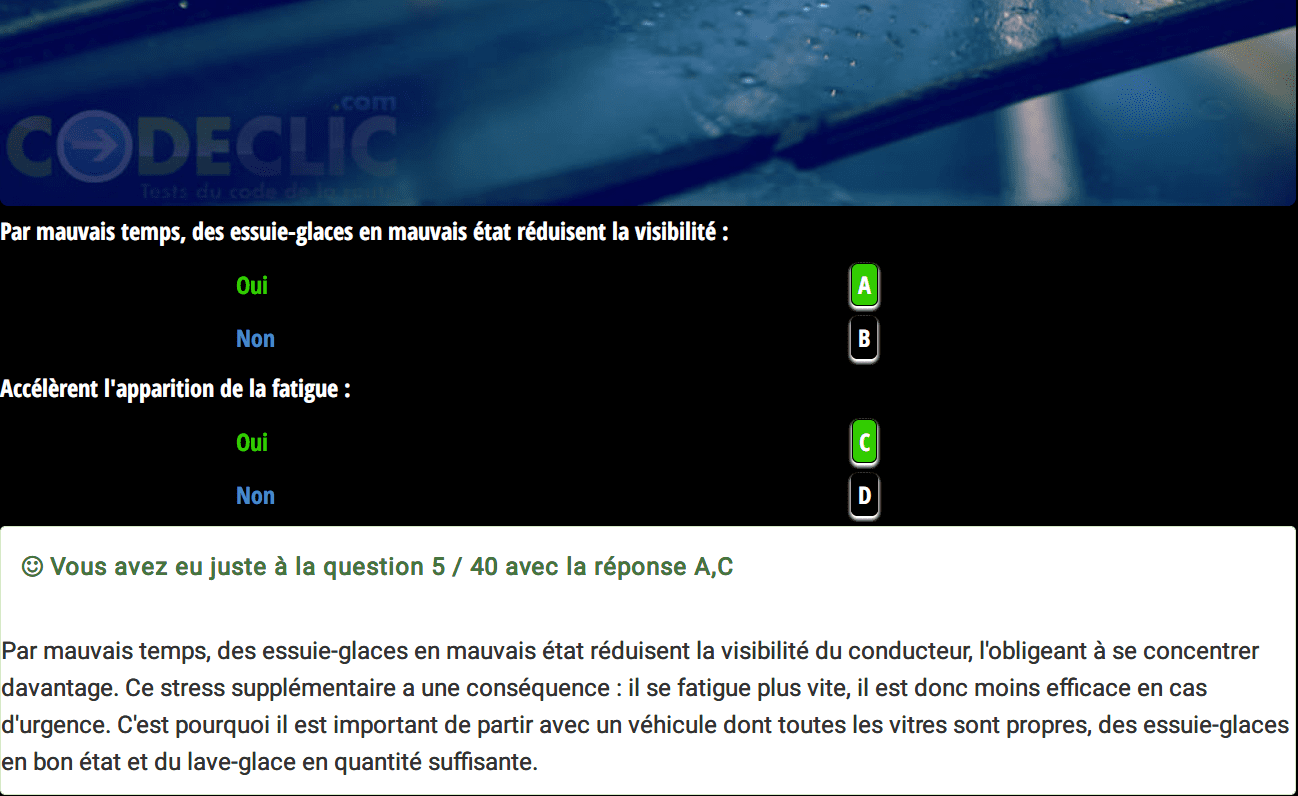 .com
CODECLIC
Tests du code de la route
Par mauvais temps, des essuie-glaces en mauvais état réduisent la visibilité :
Oui A
Non B
Accélèrent l'apparition de la fatigue :
Oui C
Non D
Vous avez eu juste à la question 5 / 40 avec la réponse A,C
Par mauvais temps, des essuie-glaces en mauvais état réduisent la visibilité du conducteur, l'obligeant à se concentrer
davantage. Ce stress supplémentaire a une conséquence : il se fatigue plus vite, il est donc moins efficace en cas
d'urgence. C'est pourquoi il est important de partir avec un véhicule dont toutes les vitres sont propres, des essuie-glaces
en bon état et du lave-glace en quantité suffisante.